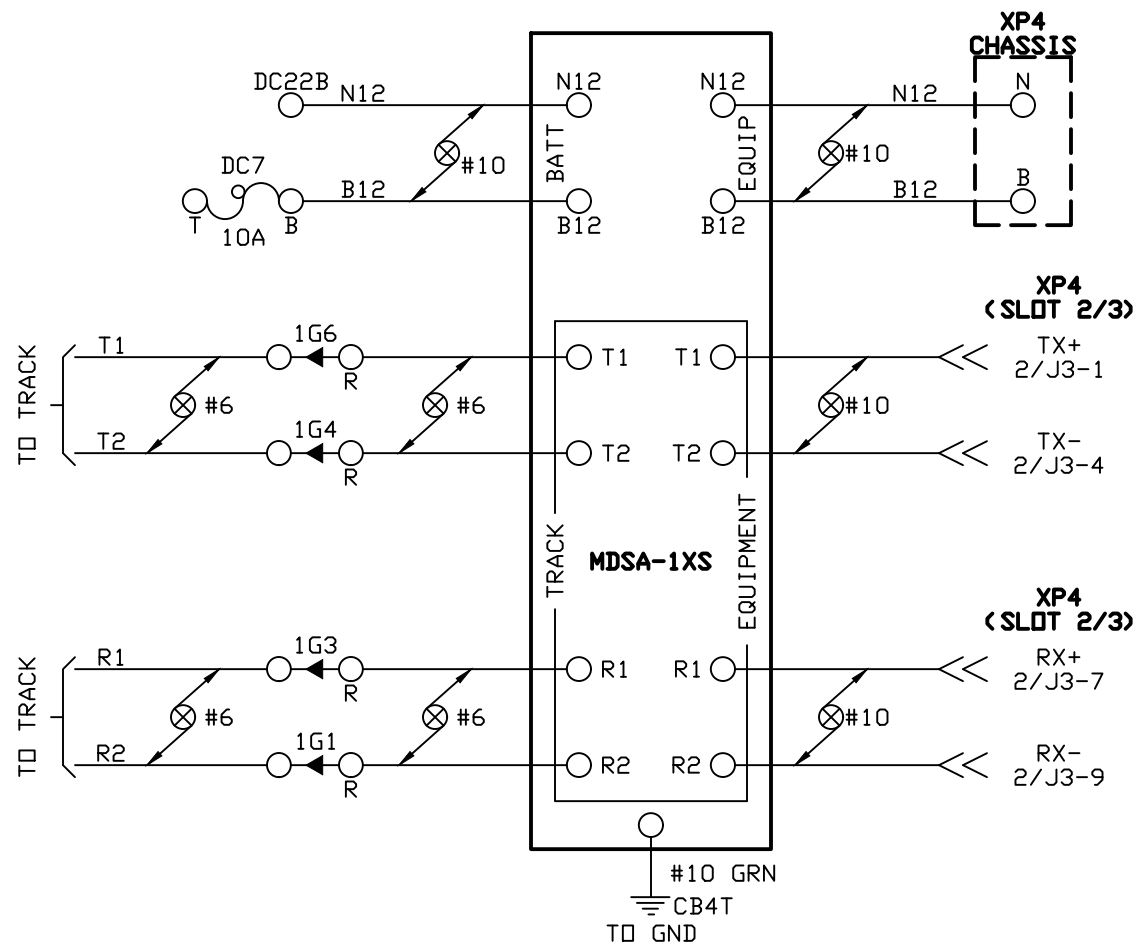 XP4
CHASSIS
DC22B
N12
N12
N12
N12
N
#10
BATT
EQUIP
#10
DC7
B12
B12
B
T
10A
B
B12
B12
XP4
(SLOT 2/3)
TO TRACK
T1
1G6
R
T1
T1
TX+
2/J3-1
#6
#6
#10
T2
1G4
R
T2
T2
TX-
2/J3-4
TRACK
MDSA-1XS
EQUIPMENT
XP4
(SLOT 2/3)
TO TRACK
R1
1G3
R
R1
R1
RX+
2/J3-7
#6
#6
#10
R2
1G1
R
R2
R2
RX-
2/J3-9
#10 GRN
CB4T
TO GND